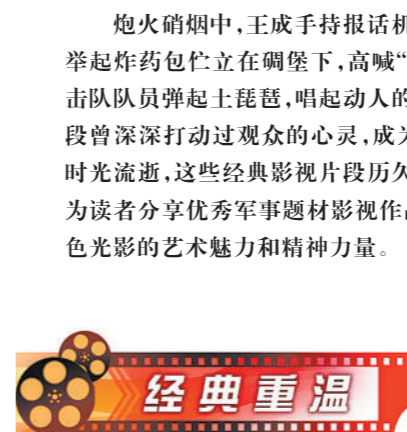 炮火硝烟中，王成手持报话机
举起炸药包伫立在碉堡下，高喊“
击队队员弹起土琵琶，唱起动人的
段曾深深打动过观众的心灵，成为
时光流逝，这些经典影视片段历久
为读者分享优秀军事题材影视作品
色光影的艺术魅力和精神力量。
经典重温